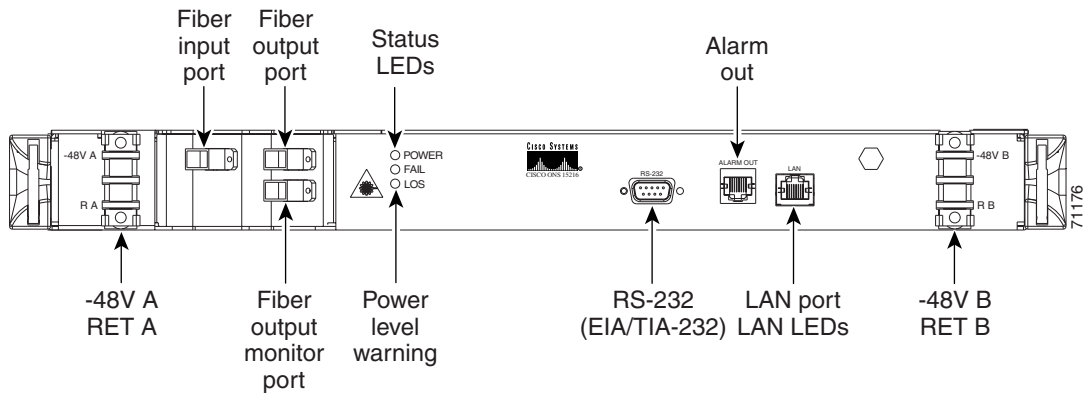 Fiber
input
port
Fiber
output
port
Status
LEDs
Alarm
out
-48V A
R A
POWER
FAIL
LOS
CISCO SYSTEMS
CISCO ONS 15216
RS-232
ALARM OUT
LAN
-48V B
R B
71176
-48V A
RET A
Fiber
output
monitor
port
Power
level
warning
RS-232
(EIA/TIA-232)
LAN port
LAN LEDs
-48V B
RET B